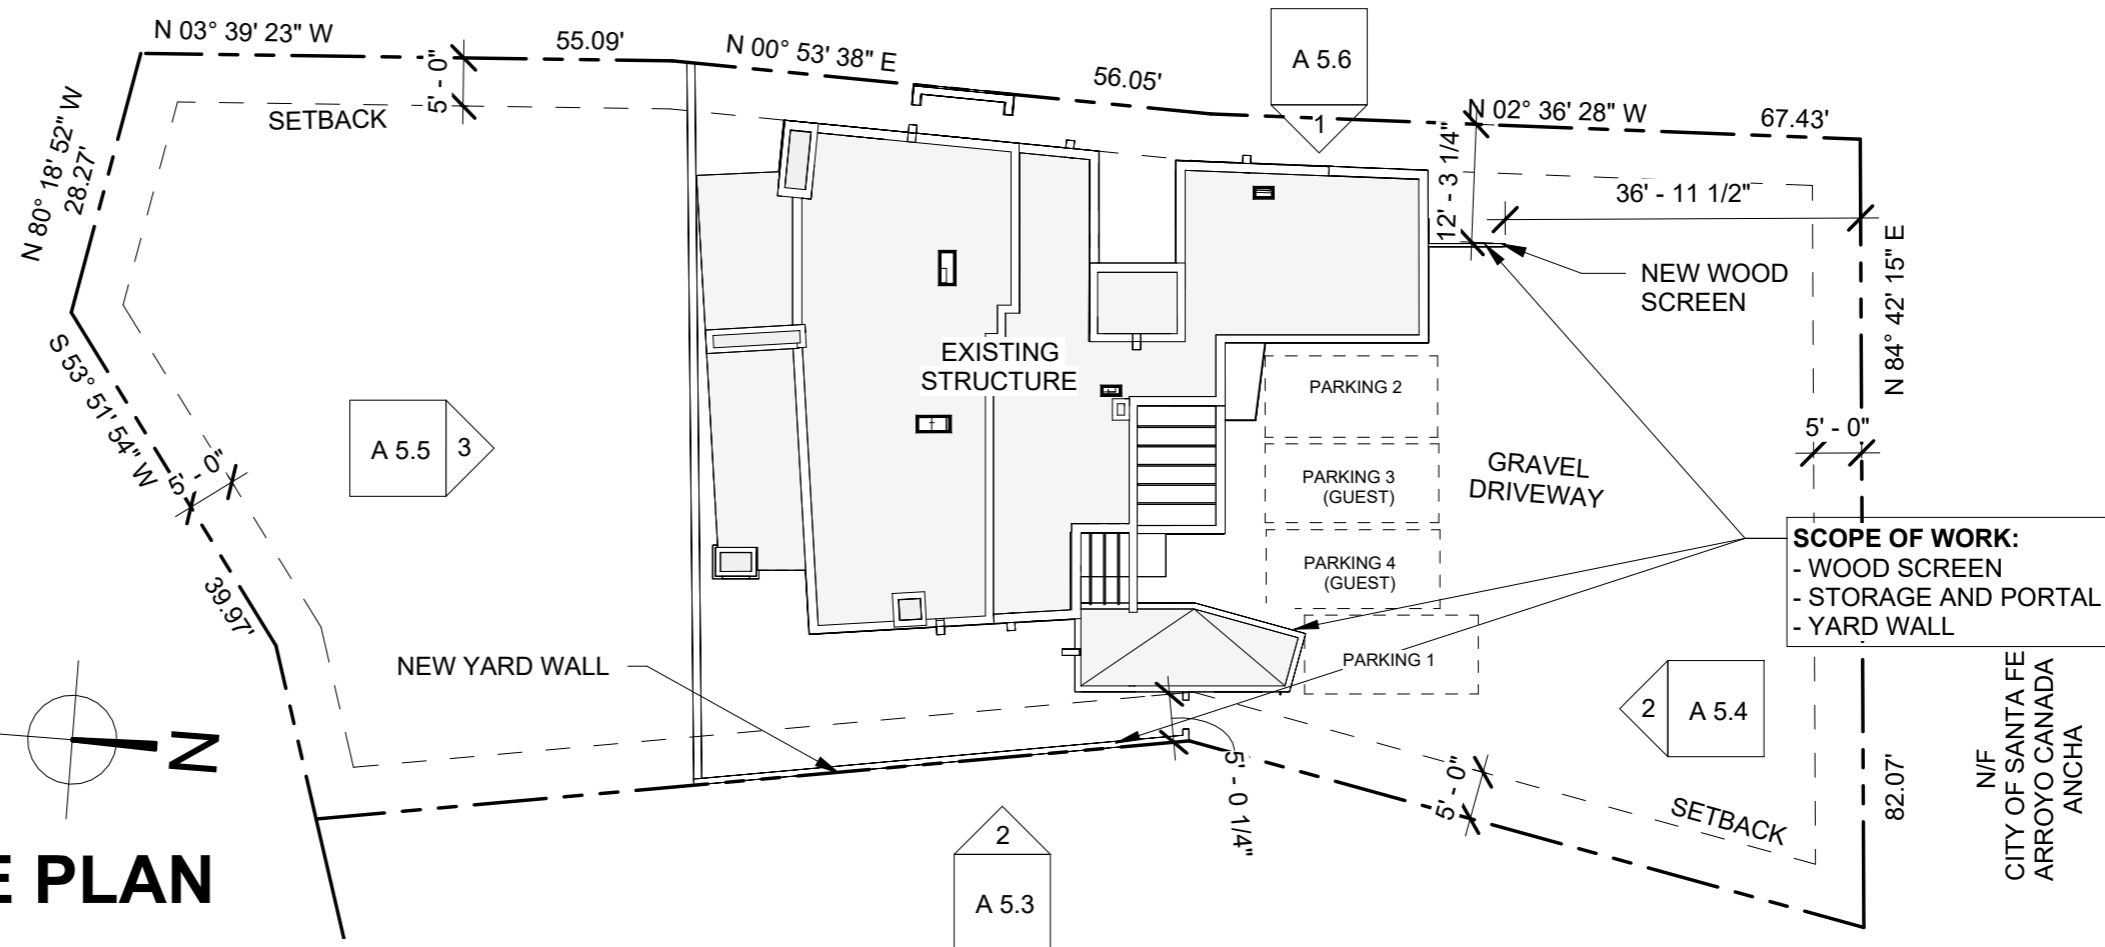 N 03° 39' 23" W
55.09'
N 00° 53' 38" E
56.05'
A 5.6
1
N 02° 36' 28" W
67.43'
5' - 0"
SETBACK
12' - 3 1/4"
36' - 11 1/2"
N 80° 18' 52" W
28.27'
NEW WOOD
SCREEN
N 84° 42' 15" E
S 53° 51' 54" W
EXISTING
STRUCTURE
PARKING 2
5' - 0"
A 5.5
3
5' - 0"
PARKING 3
(GUEST)
GRAVEL
DRIVEWAY
SCOPE OF WORK:
- WOOD SCREEN
- STORAGE AND PORTAL
- YARD WALL
PARKING 4
(GUEST)
39.97'
NEW YARD WALL
PARKING 1
2
A 5.4
N
5' - 0 1/4"
5' - 0"
SETBACK
82.07'
N/F
CITY OF SANTA FE
ARROYO CANADA
ANCHA
2
A 5.3
E PLAN